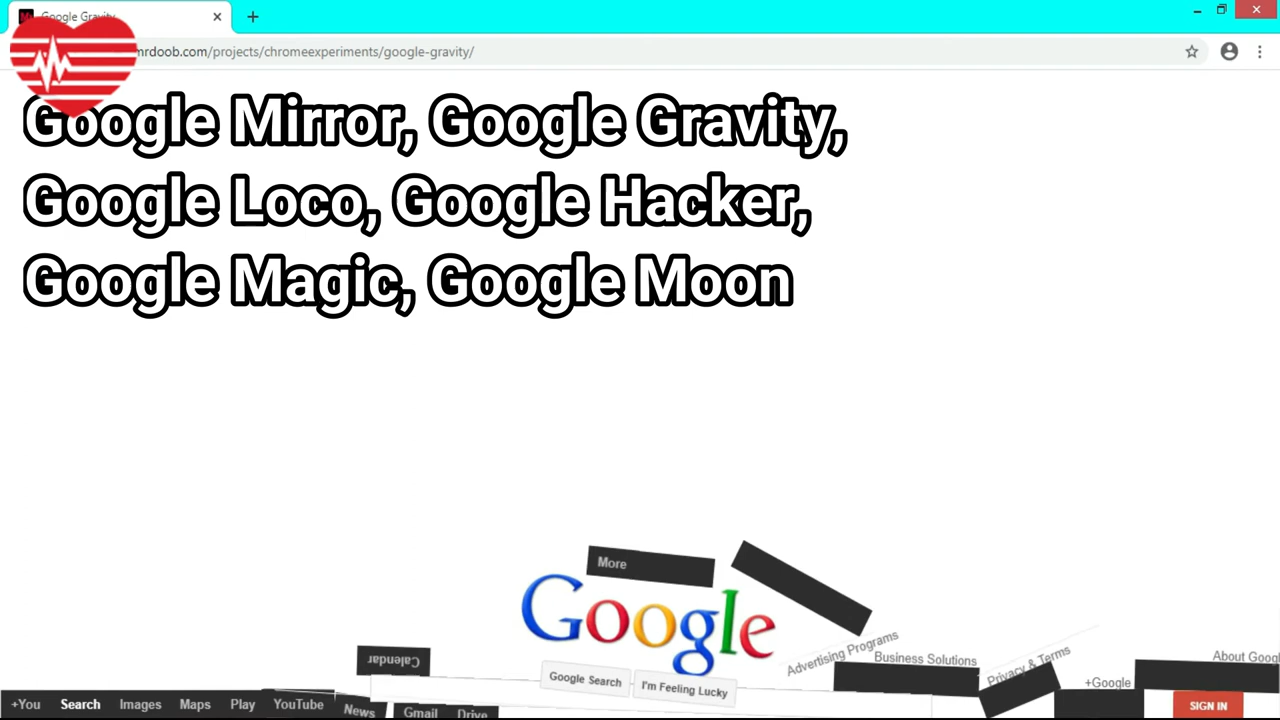 Google Gravity
mrdoob.com/projects/chromeexperiments/google-gravity/
Google Mirror, Google Gravity,
Google Loco, Google Hacker,
Google Magic, Google Moon
More
Google
Advertising Programs
Business Solutions
Privacy & Terms
About Googl
Calendar
Google Search
I'm Feeling Lucky
+Google
+You Search Images Maps Play YouTube News Gmail Drive SIGN IN